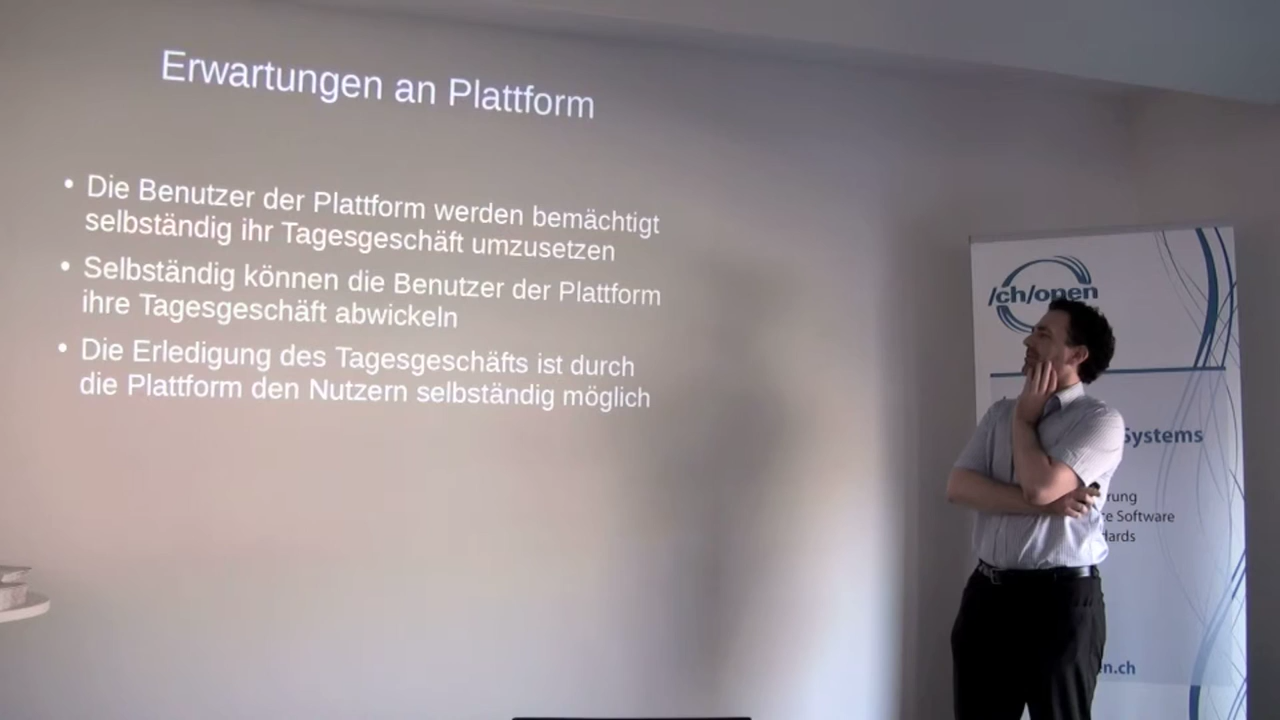 Erwartungen an Plattform
• Die Benutzer der Plattform werden bemächtigt
selbständig ihr Tagesgeschäft umzusetzen
• Selbständig können die Benutzer der Plattform
ihre Tagesgeschäft abwickeln
• Die Erledigung des Tagesgeschäfts ist durch
die Plattform den Nutzern selbständig möglich
/ch/open
Systems
Software